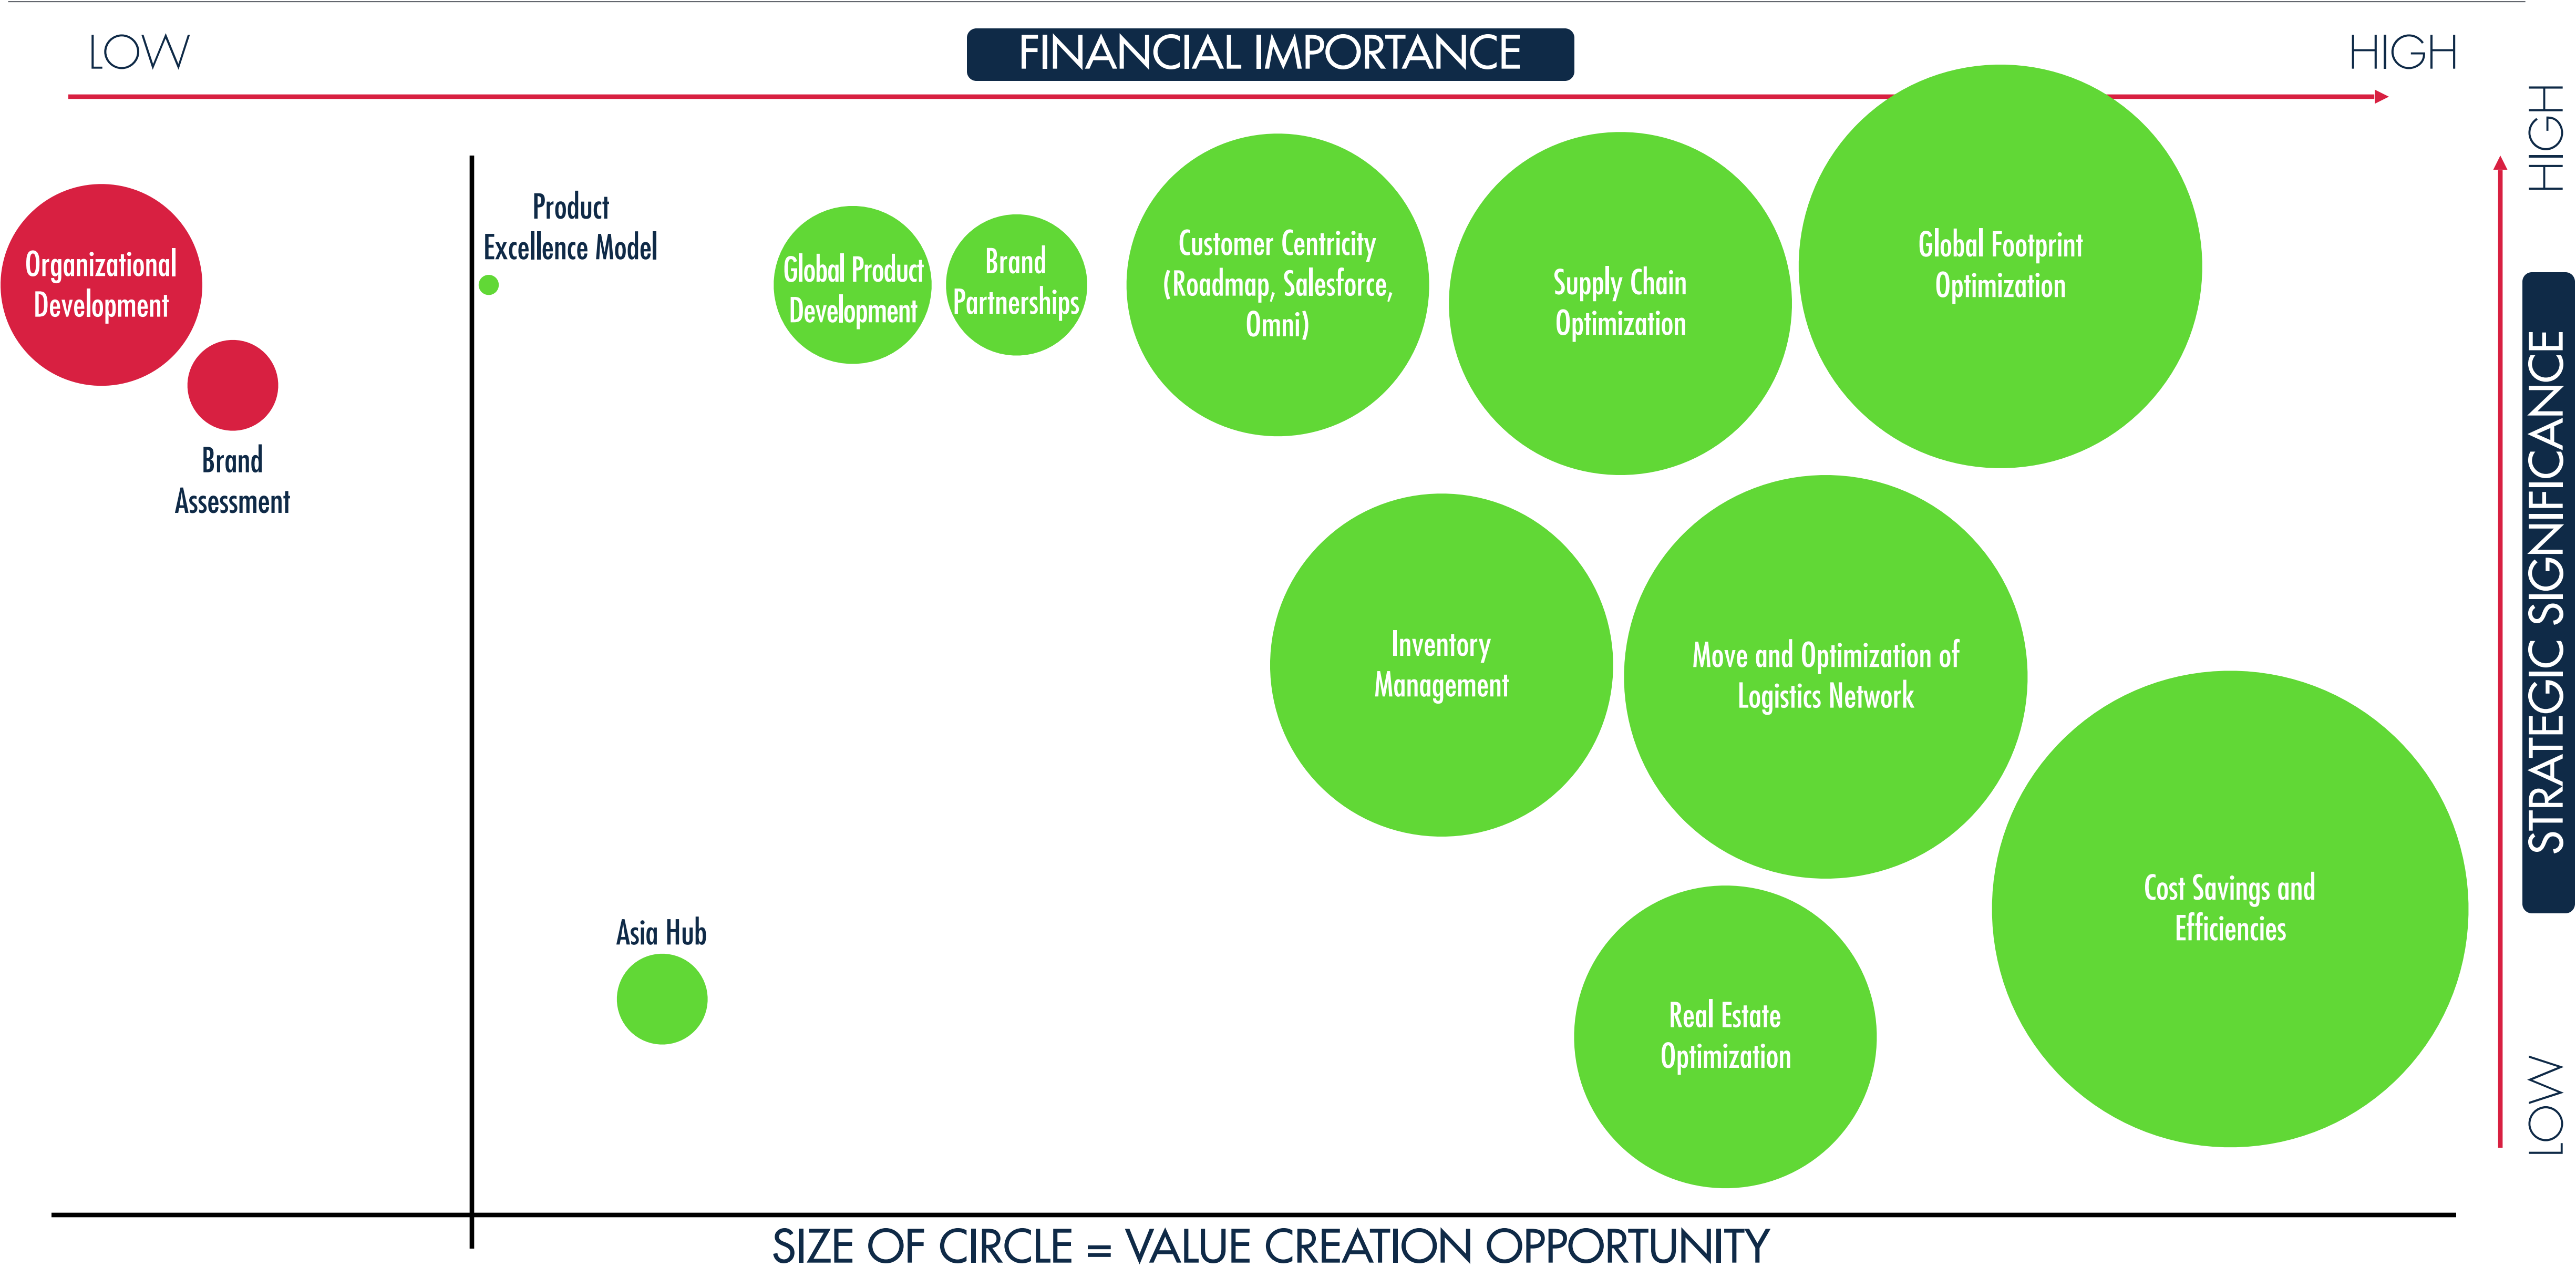 LOW
FINANCIAL IMPORTANCE
HIGH
HIGH
STRATEGIC SIGNIFICANCE
LOW
Organizational
Development
Brand
Assessment
Product
Excellence Model
Global Product
Development
Brand
Partnerships
Customer Centricity
(Roadmap, Salesforce,
Omni)
Supply Chain
Optimization
Global Footprint
Optimization
Inventory
Management
Move and Optimization of
Logistics Network
Cost Savings and
Efficiencies
Asia Hub
Real Estate
Optimization
SIZE OF CIRCLE = VALUE CREATION OPPORTUNITY